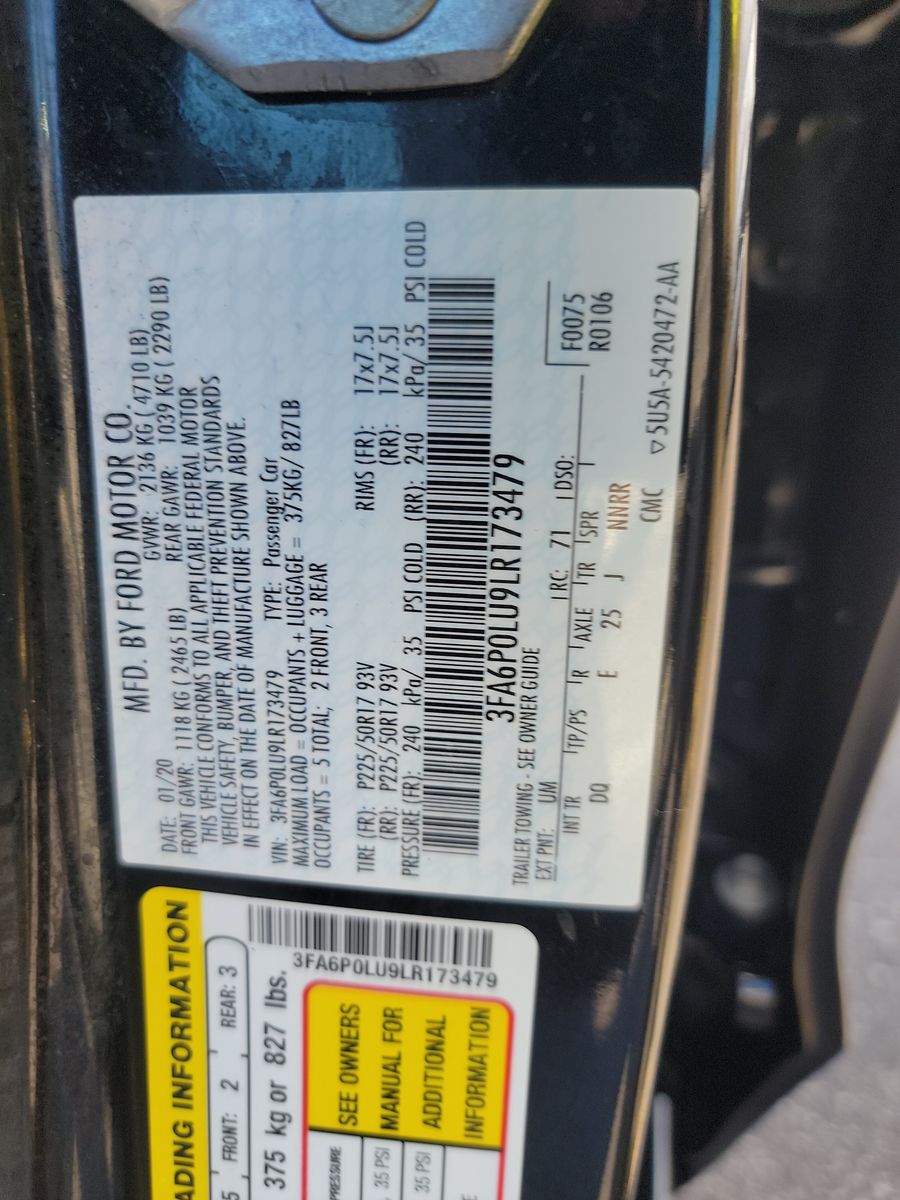 MFD. BY FORD MOTOR CO.
DATE: 01/20 GVWR: 2136 KG ( 4710 LB)
FRONT GAWR: 1118 KG ( 2465 LB) REAR GAWR: 1039 KG ( 2290 LB)
THIS VEHICLE CONFORMS TO ALL APPLICABLE FEDERAL MOTOR
VEHICLE SAFETY, BUMPER, AND THEFT PREVENTION STANDARDS
IN EFFECT ON THE DATE OF MANUFACTURE SHOWN ABOVE.
VIN: 3FA6P0LU9LR173479 TYPE: Passenger Car
MAXIMUM LOAD = OCCUPANTS + LUGGAGE = 375KG/ 827LB
OCCUPANTS = 5 TOTAL; 2 FRONT, 3 REAR
TIRE (FR): P225/50R17 93V RIMS (FR): 17x7.5J
(RR): P225/50R17 93V (RR): 17x7.5J
PRESSURE (FR): 240 kPa/ 35 PSI COLD (RR): 240 kPa/ 35 PSI COLD
3FA6P0LU9LR173479
TRAILER TOWING - SEE OWNER GUIDE
EXT PNT: UM RC: 71 DSO: F0075
INT TR TP/PS R AXLE TR SPR R0106
DQ E 25 J NNRR
CMC 5U5A-5420472-AA
ADING INFORMATION
5 FRONT: 2 REAR: 3
375 kg or 827 lbs.
3FA6P0LU9LR173479
PRESSURE
35 PSI
35 PSI
SEE OWNERS
MANUAL FOR
ADDITIONAL
INFORMATION